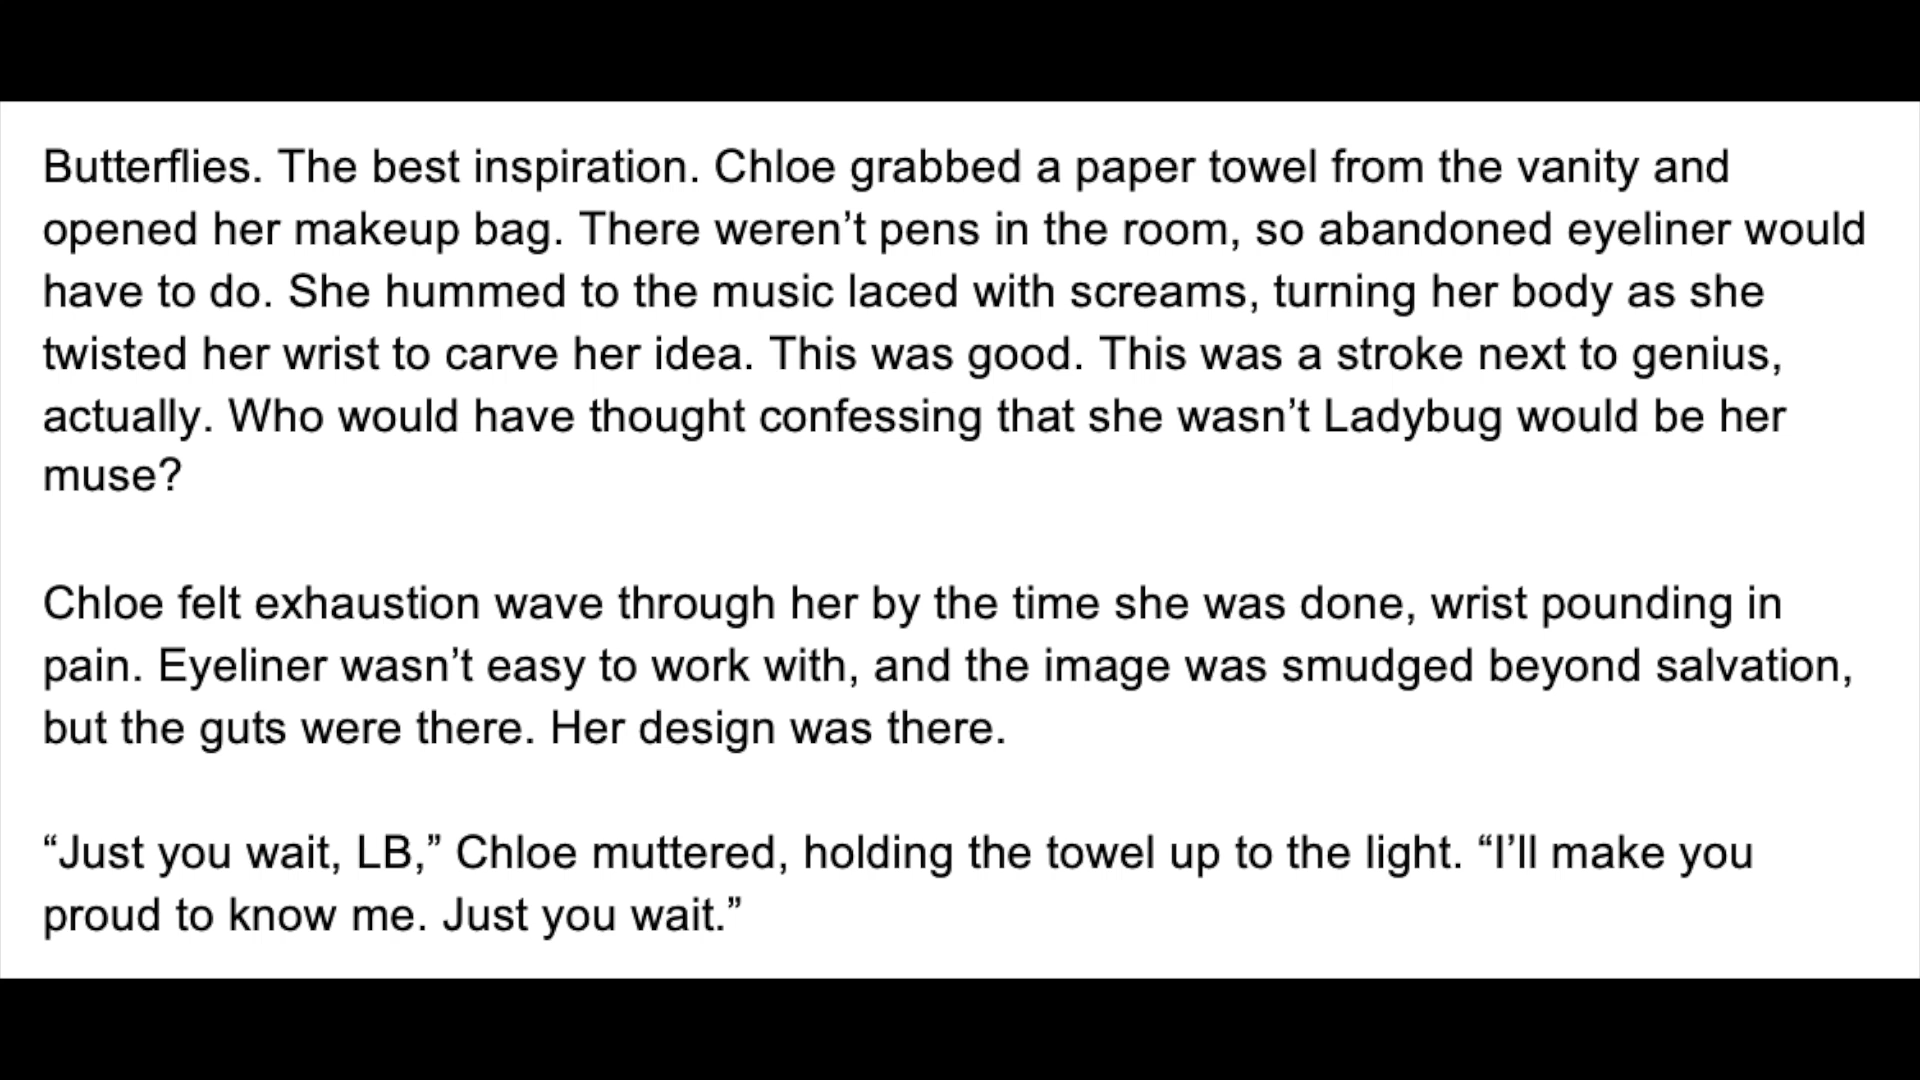 Butterflies. The best inspiration. Chloe grabbed a paper towel from the vanity and
opened her makeup bag. There weren’t pens in the room, so abandoned eyeliner would
have to do. She hummed to the music laced with screams, turning her body as she
twisted her wrist to carve her idea. This was good. This was a stroke next to genius,
actually. Who would have thought confessing that she wasn’t Ladybug would be her
muse?
Chloe felt exhaustion wave through her by the time she was done, wrist pounding in
pain. Eyeliner wasn’t easy to work with, and the image was smudged beyond salvation,
but the guts were there. Her design was there.
“Just you wait, LB,” Chloe muttered, holding the towel up to the light. “I’ll make you
proud to know me. Just you wait.”